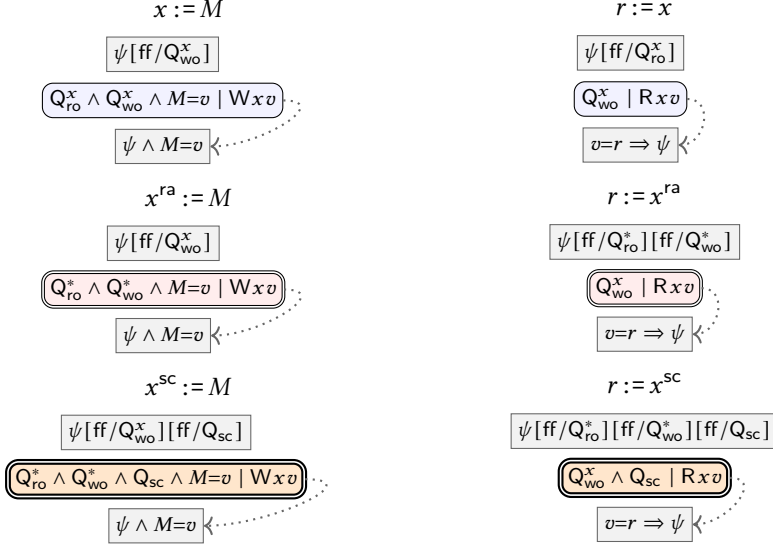 x := M
ψ[ff/Q^x_wo]
Q^x_ro ∧ Q^x_wo ∧ M=v | W x v
ψ ∧ M=v
r := x
ψ[ff/Q^x_ro]
Q^x_wo | R x v
v=r ⇒ ψ
x^ra := M
ψ[ff/Q^x_wo]
Q^*_ro ∧ Q^*_wo ∧ M=v | W x v
ψ ∧ M=v
r := x^ra
ψ[ff/Q^*_ro][ff/Q^*_wo]
Q^x_wo | R x v
v=r ⇒ ψ
x^sc := M
ψ[ff/Q^x_wo][ff/Q_sc]
Q^*_ro ∧ Q^*_wo ∧ Q_sc ∧ M=v | W x v
ψ ∧ M=v
r := x^sc
ψ[ff/Q^*_ro][ff/Q^*_wo][ff/Q_sc]
Q^x_wo ∧ Q_sc | R x v
v=r ⇒ ψ